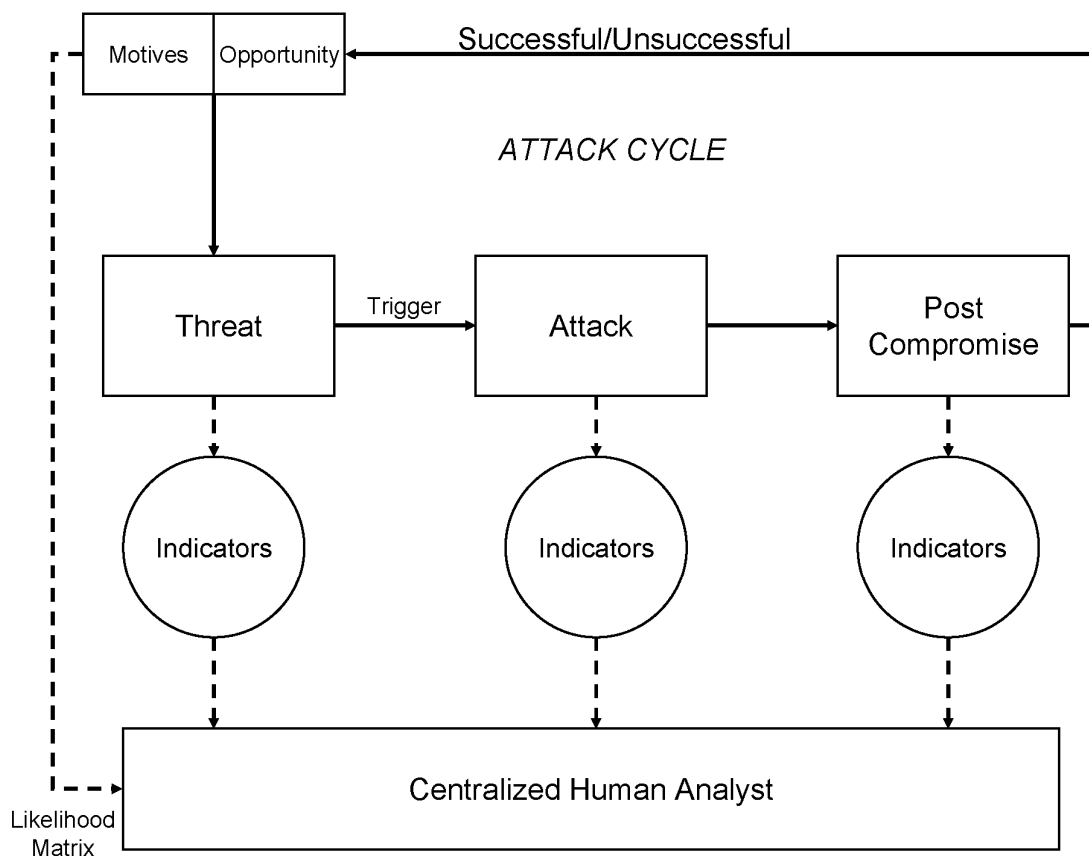 Motives
Opportunity
Successful/Unsuccessful
ATTACK CYCLE
Threat
Trigger
Attack
Post
Compromise
Indicators
Indicators
Indicators
Centralized Human Analyst
Likelihood
Matrix